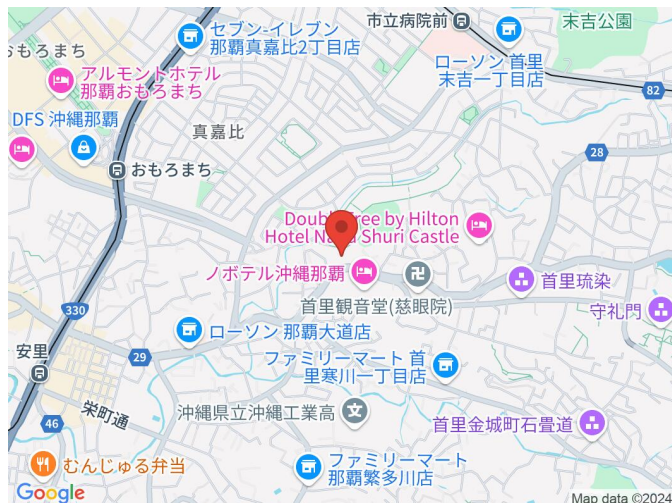 セブン-イレブン
那覇真嘉比2丁目店
市立病院前
末吉公園
ローソン 首里
末吉一丁目店
おもろまち
アルモントホテル
那覇おもろまち
82
DFS 沖縄那覇
真嘉比
28
おもろまち
DoubleTree by Hilton
Hotel Naha Shuri Castle
ノボテル沖縄那覇
首里観音堂(慈眼院)
首里琉染
守礼門
330
ローソン 那覇大道店
29
安里
ファミリーマート 首
里寒川一丁目店
栄町通
沖縄県立沖縄工業高
首里金城町石畳道
46
むんじゅる弁当
ファミリーマート
那覇繁多川店
Google
Map data ©2024